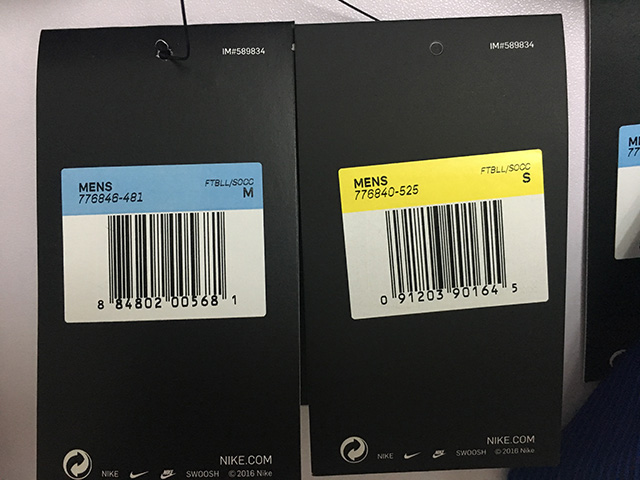 IM#589834
MENS FTBLL/SOCC
776846-481 M
8 84802 00568 1
NIKE.COM
NIKE SWOOSH © 2016 Nike
IM#589834
MENS FTBLL/SOCC
776840-525 S
0 91203 90164 5
NIKE.COM
NIKE SWOOSH © 2016 Nike